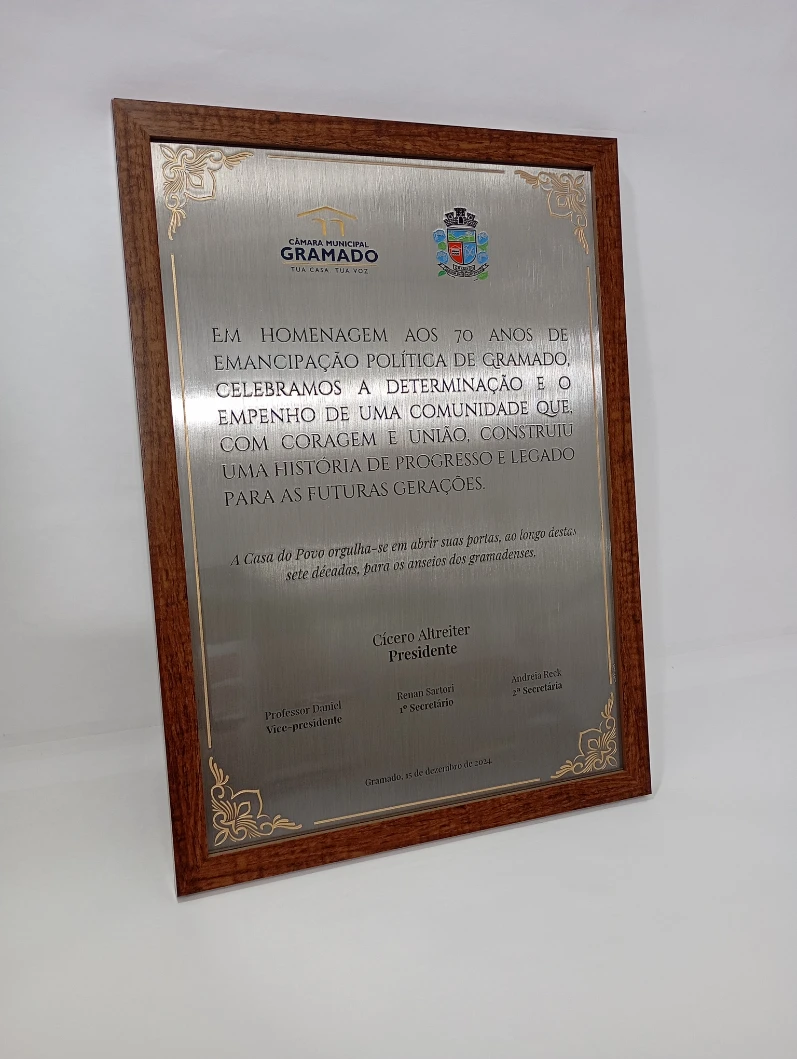 CÂMARA MUNICIPAL
GRAMADO
TUA CASA TUA VOZ
EM HOMENAGEM AOS 70 ANOS DE
EMANCIPAÇÃO POLÍTICA DE GRAMADO,
CELEBRAMOS A DETERMINAÇÃO E O
EMPENHO DE UMA COMUNIDADE QUE,
COM CORAGEM E UNIÃO, CONSTRUIU
UMA HISTÓRIA DE PROGRESSO E LEGADO
PARA AS FUTURAS GERAÇÕES.
A Casa do Povo orgulha-se em abrir suas portas, ao longo destas
sete décadas, para os anseios dos gramadenses.
Cícero Altreiter
Presidente
Professor Daniel
Vice-presidente
Renan Sartori
1º Secretário
Andreia Reck
2ª Secretária
Gramado, 15 de dezembro de 2024